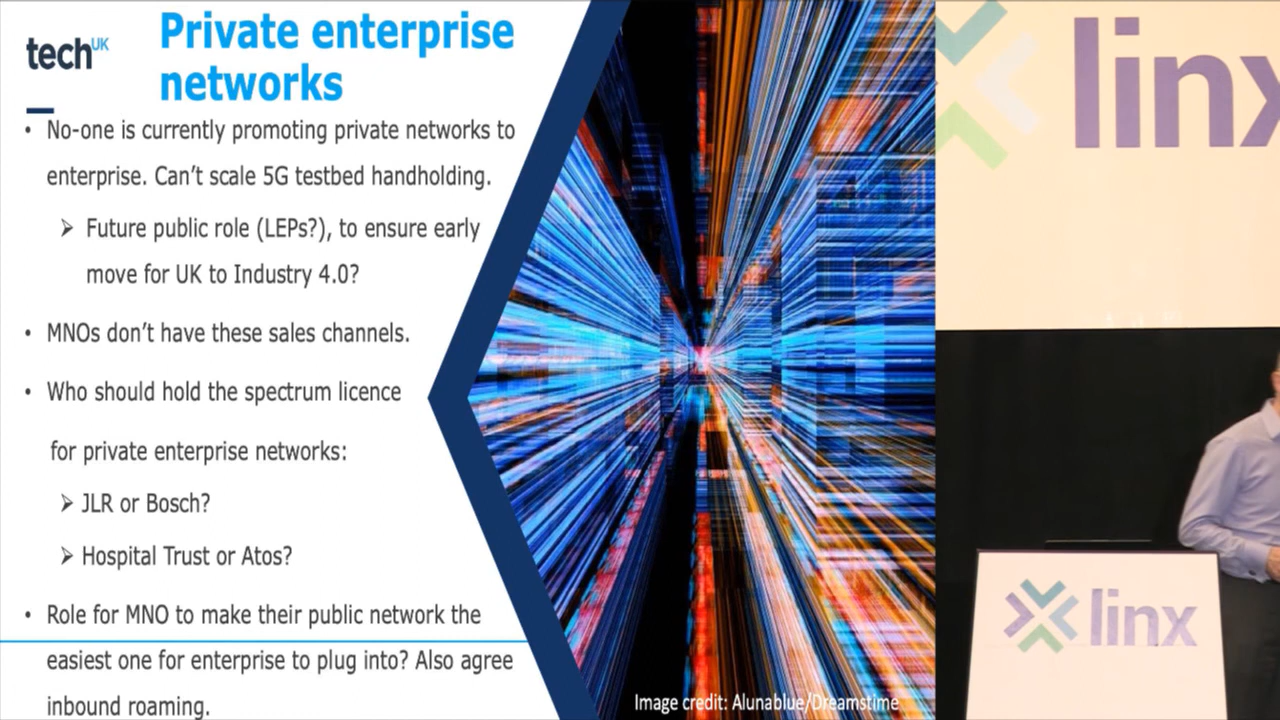 techUK
Private enterprise
networks
• No-one is currently promoting private networks to
enterprise. Can't scale 5G testbed handholding.
➢ Future public role (LEPs?), to ensure early
move for UK to Industry 4.0?
• MNOs don't have these sales channels.
• Who should hold the spectrum licence
for private enterprise networks:
➢ JLR or Bosch?
➢ Hospital Trust or Atos?
• Role for MNO to make their public network the
easiest one for enterprise to plug into? Also agree
inbound roaming.
Image credit: Alunablue/Dreamstime
linx
linx